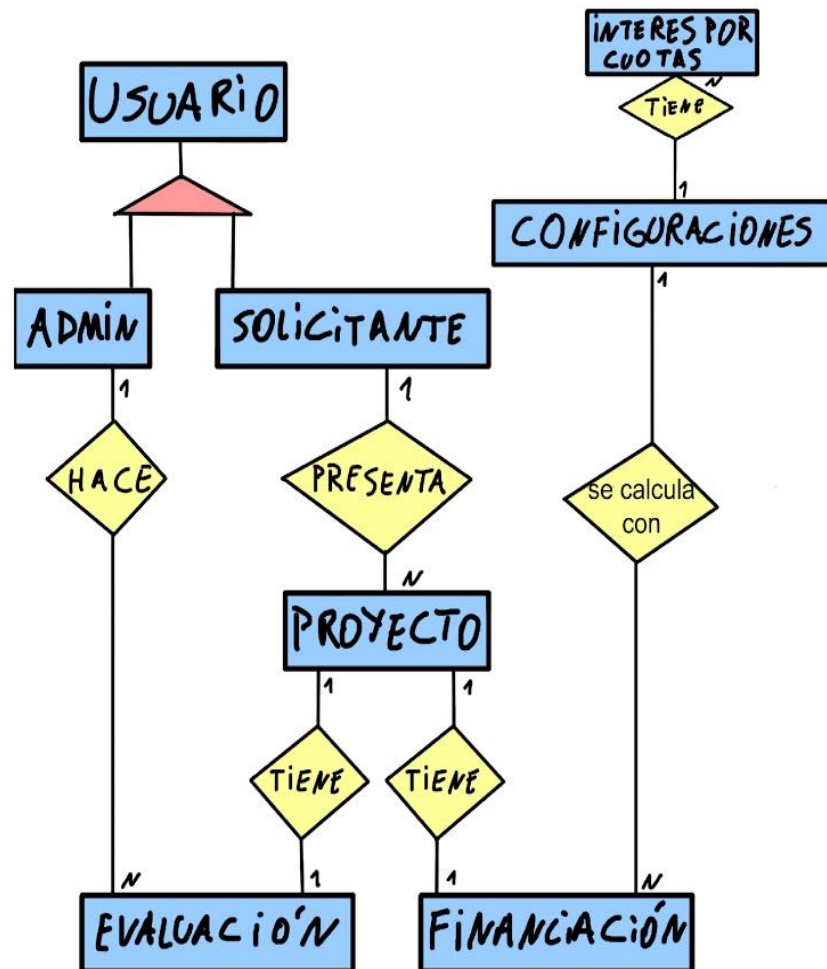 INTERES POR
CUOTAS
N
TIENE
1
USUARIO
CONFIGURACIONES
1
ADMIN
SOLICITANTE
1
1
HACE
PRESENTA
se calcula
con
N
PROYECTO
1
1
TIENE
TIENE
N
1
1
N
EVALUACIÓN
FINANCIACIÓN